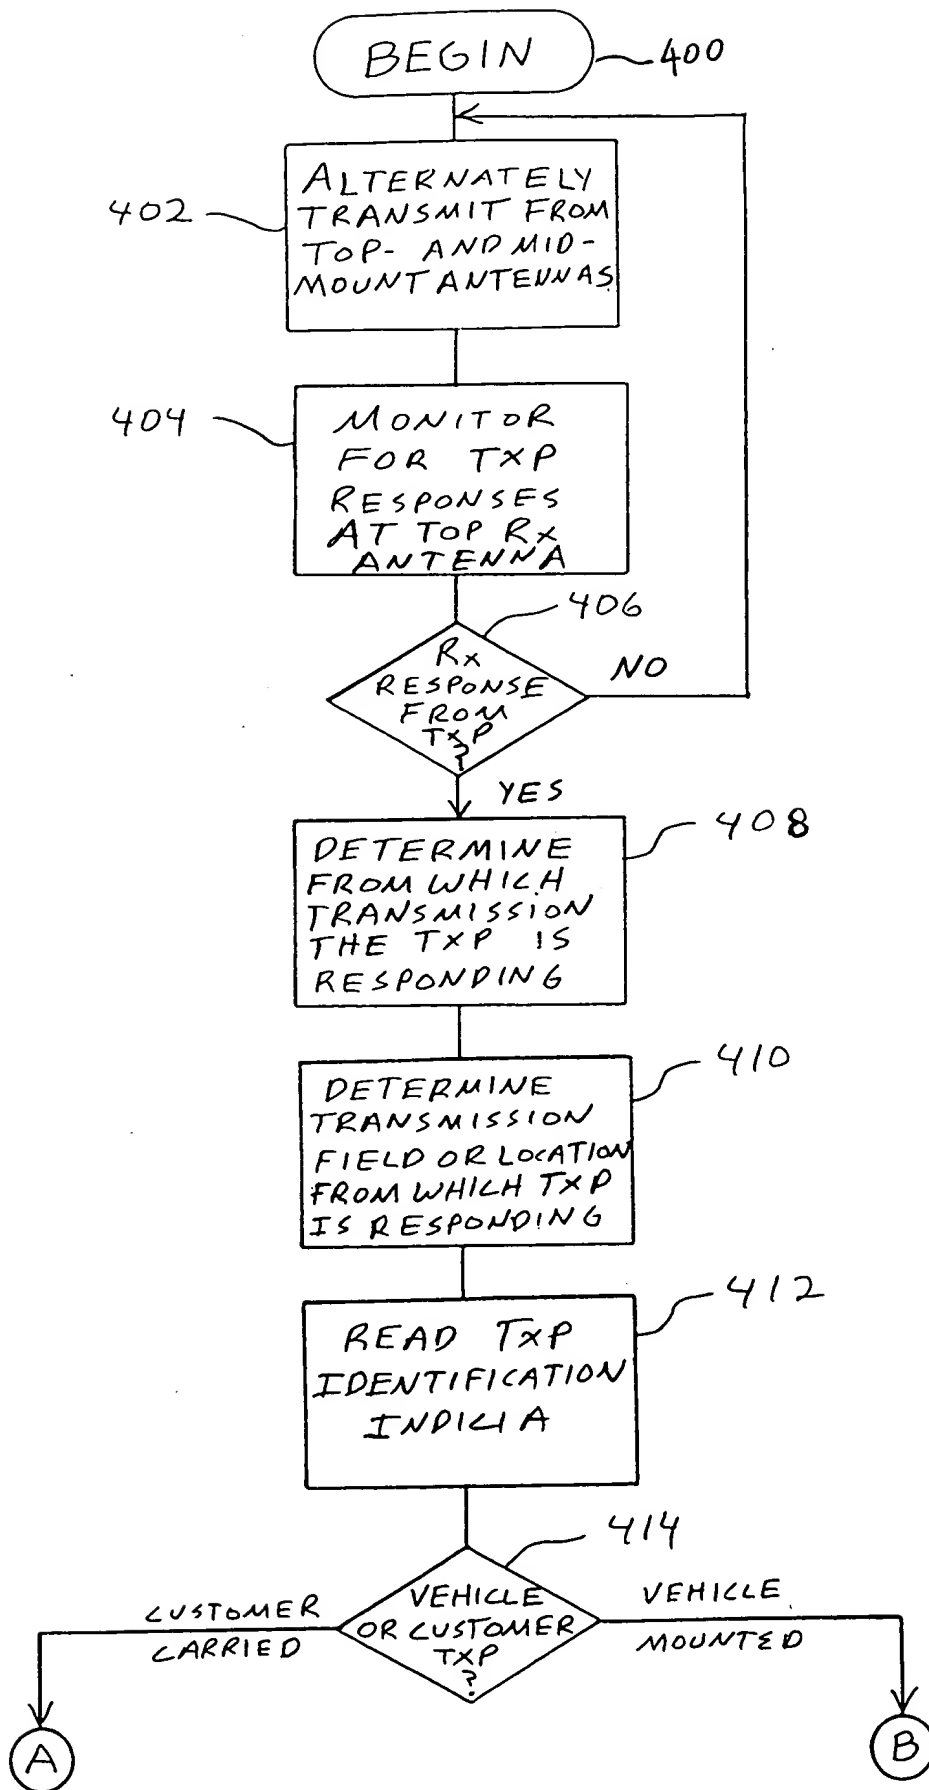 BEGIN
400
402
ALTERNATELY
TRANSMIT FROM
TOP- AND MID-
MOUNT ANTENNAS
404
MONITOR
FOR TXP
RESPONSES
AT TOP Rx
ANTENNA
406
Rx
RESPONSE
FROM
TXP
?
NO
YES
408
DETERMINE
FROM WHICH
TRANSMISSION
THE TXP IS
RESPONDING
410
DETERMINE
TRANSMISSION
FIELD OR LOCATION
FROM WHICH TXP
IS RESPONDING
412
READ TXP
IDENTIFICATION
INDICIA
414
VEHICLE
OR CUSTOMER
TXP
?
CUSTOMER
CARRIED
VEHICLE
MOUNTED
A
B